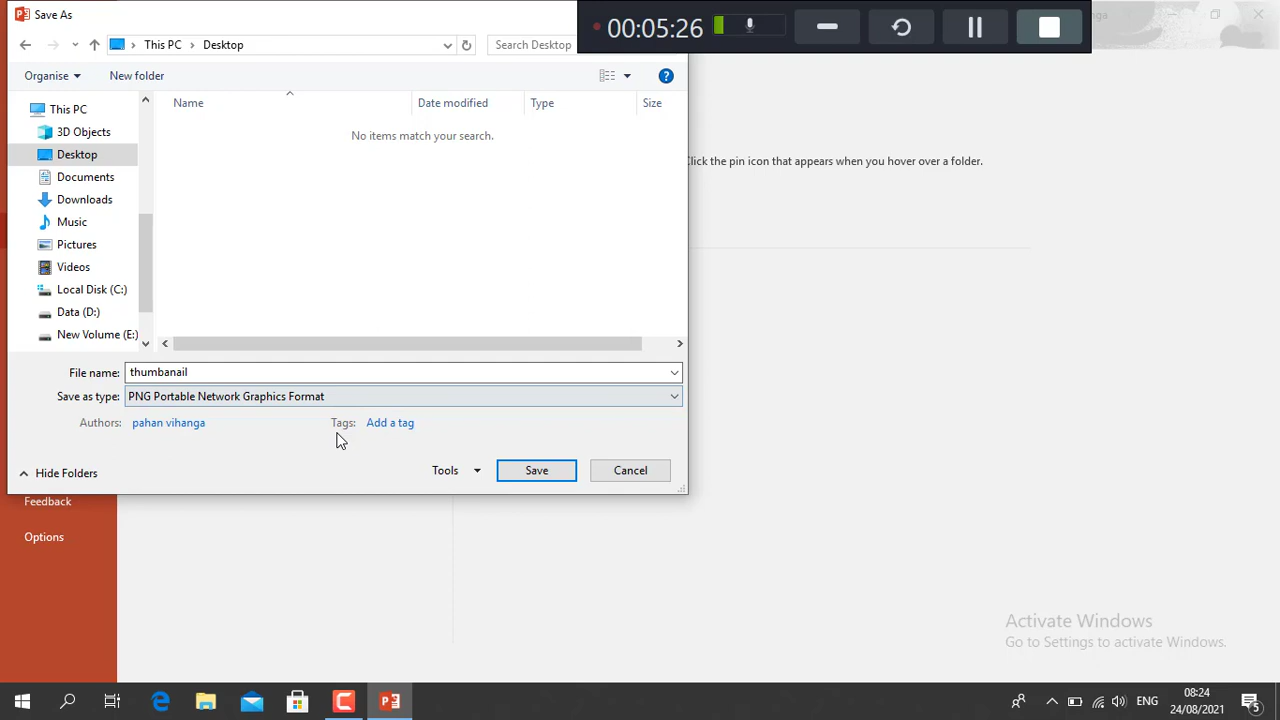 Save As
00:05:26
nga
This PC
Desktop
Search Desktop
Organise
New folder
Name
Date modified
Type
Size
This PC
3D Objects
Desktop
Documents
Downloads
Music
Pictures
Videos
Local Disk (C:)
Data (D:)
New Volume (E:)
No items match your search.
Click the pin icon that appears when you hover over a folder.
File name: thumbanail
Save as type: PNG Portable Network Graphics Format
Authors: pahan vihanga
Tags: Add a tag
Hide Folders
Tools
Save
Cancel
Feedback
Options
Activate Windows
Go to Settings to activate Windows.
ENG
08:24
24/08/2021
5